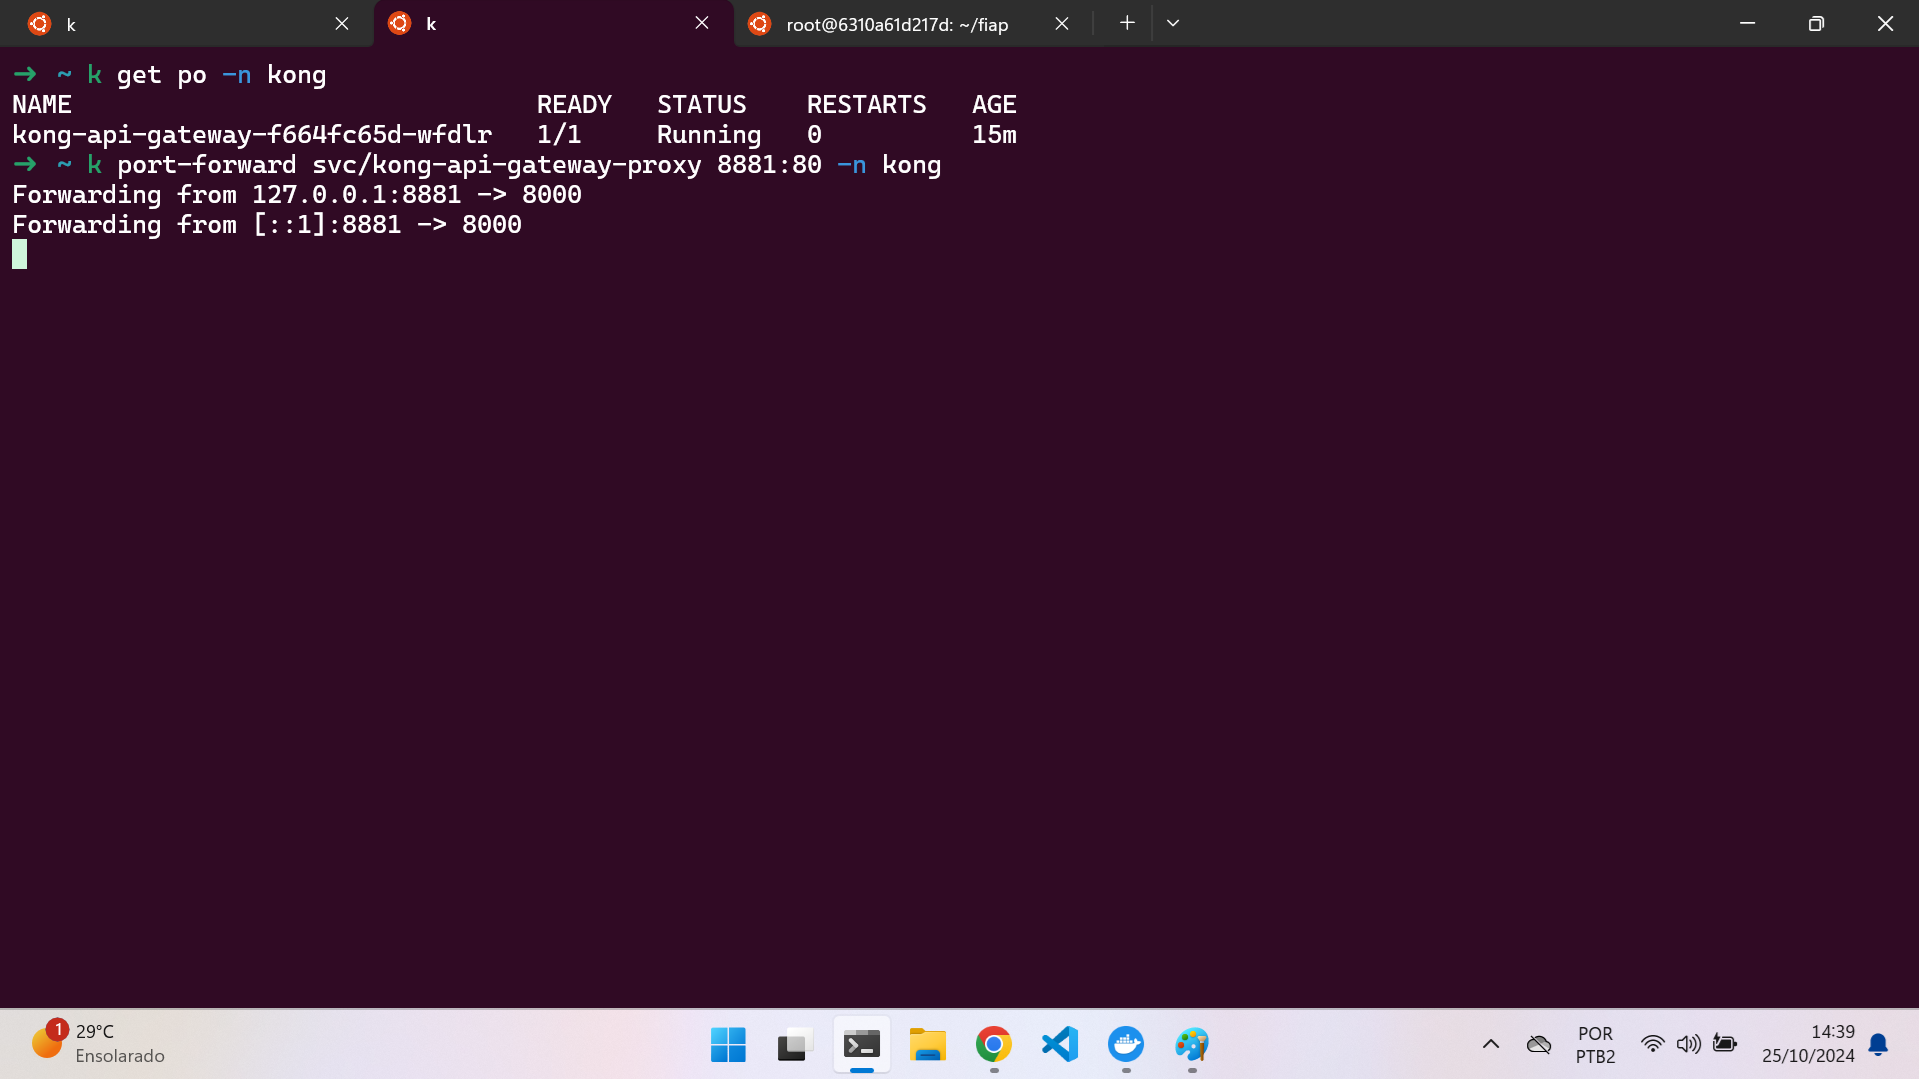 k
k
root@6310a61d217d: ~/fiap
➜ ~ k get po -n kong
NAME READY STATUS RESTARTS AGE
kong-api-gateway-f664fc65d-wfdlr 1/1 Running 0 15m
➜ ~ k port-forward svc/kong-api-gateway-proxy 8881:80 -n kong
Forwarding from 127.0.0.1:8881 -> 8000
Forwarding from [::1]:8881 -> 8000
1
29°C
Ensolarado
POR
PTB2
14:39
25/10/2024